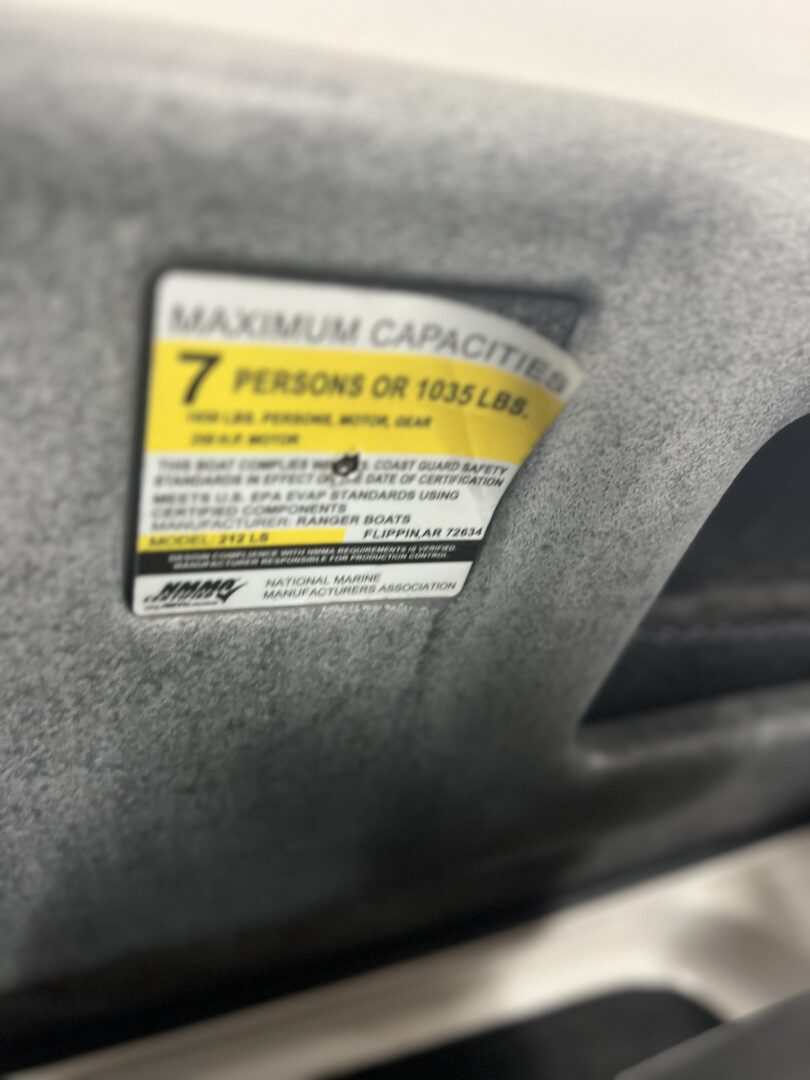 MAXIMUM CAPACITIES
7 PERSONS OR 1035 LBS.
LBS. PERSONS, MOTOR, GEAR
H.P. MOTOR
THIS BOAT COMPLIES COAST GUARD SAFETY
STANDARDS IN EFFECT DATE OF CERTIFICATION
MEETS U.S. EPA EVAP STANDARDS USING
CERTIFIED COMPONENTS
MANUFACTURER: RANGER BOATS
FLIPPIN,AR 72634
MODEL: 212 LS
DESIGN COMPLIANCE WITH NMMA REQUIREMENTS IS VERIFIED.
MANUFACTURER RESPONSIBLE FOR PRODUCTION CONTROL.
NMMA
NATIONAL MARINE
MANUFACTURERS ASSOCIATION